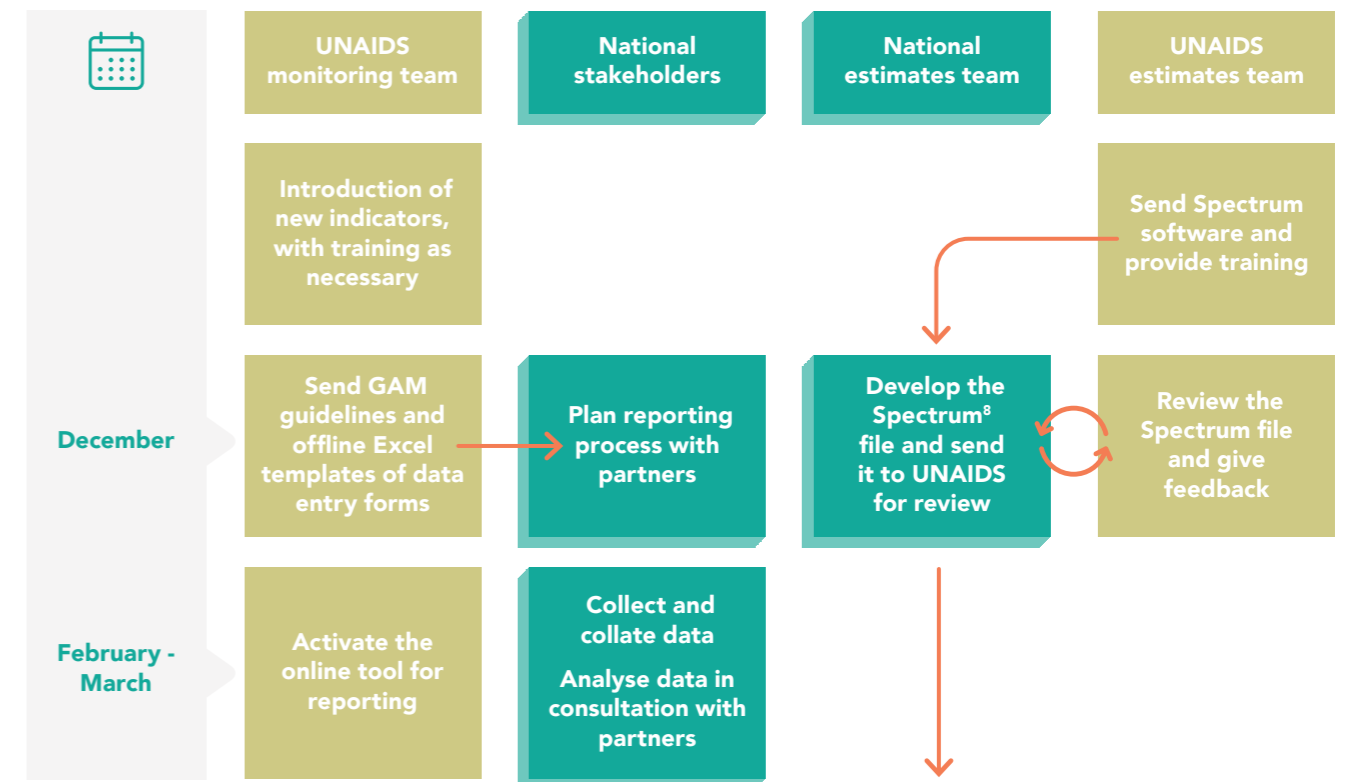 UNAIDS
monitoring team
National
stakeholders
National
estimates team
UNAIDS
estimates team
Introduction of
new indicators,
with training as
necessary
Send Spectrum
software and
provide training
December
Send GAM
guidelines and
offline Excel
templates of data
entry forms
Plan reporting
process with
partners
Develop the
Spectrum⁸
file and send
it to UNAIDS
for review
Review the
Spectrum file
and give
feedback
February -
March
Activate the
online tool for
reporting
Collect and
collate data
Analyse data in
consultation with
partners